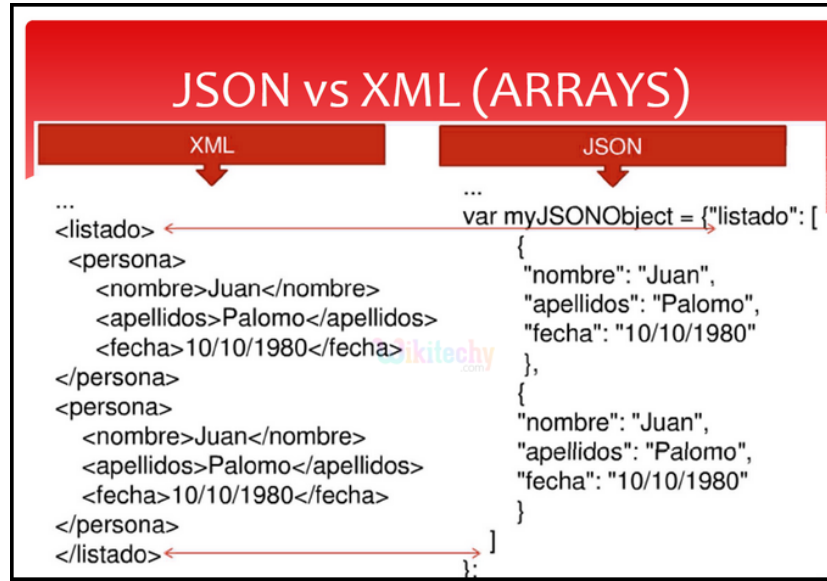 JSON vs XML (ARRAYS)
XML
...
<listado>
<persona>
<nombre>Juan</nombre>
<apellidos>Palomo</apellidos>
<fecha>10/10/1980</fecha>
</persona>
<persona>
<nombre>Juan</nombre>
<apellidos>Palomo</apellidos>
<fecha>10/10/1980</fecha>
</persona>
</listado>
JSON
...
var myJSONObject = {"listado": [
{
"nombre": "Juan",
"apellidos": "Palomo",
"fecha": "10/10/1980"
},
{
"nombre": "Juan",
"apellidos": "Palomo",
"fecha": "10/10/1980"
}
]
};
Wikitechy
.com